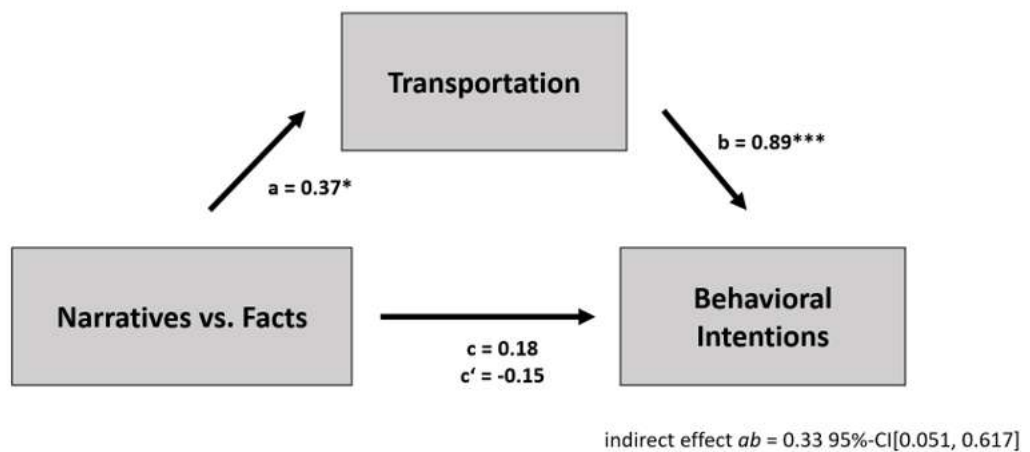 Transportation
a = 0.37*
b = 0.89***
Narratives vs. Facts
c = 0.18
c‘ = -0.15
Behavioral
Intentions
indirect effect ab = 0.33 95%-CI[0.051, 0.617]